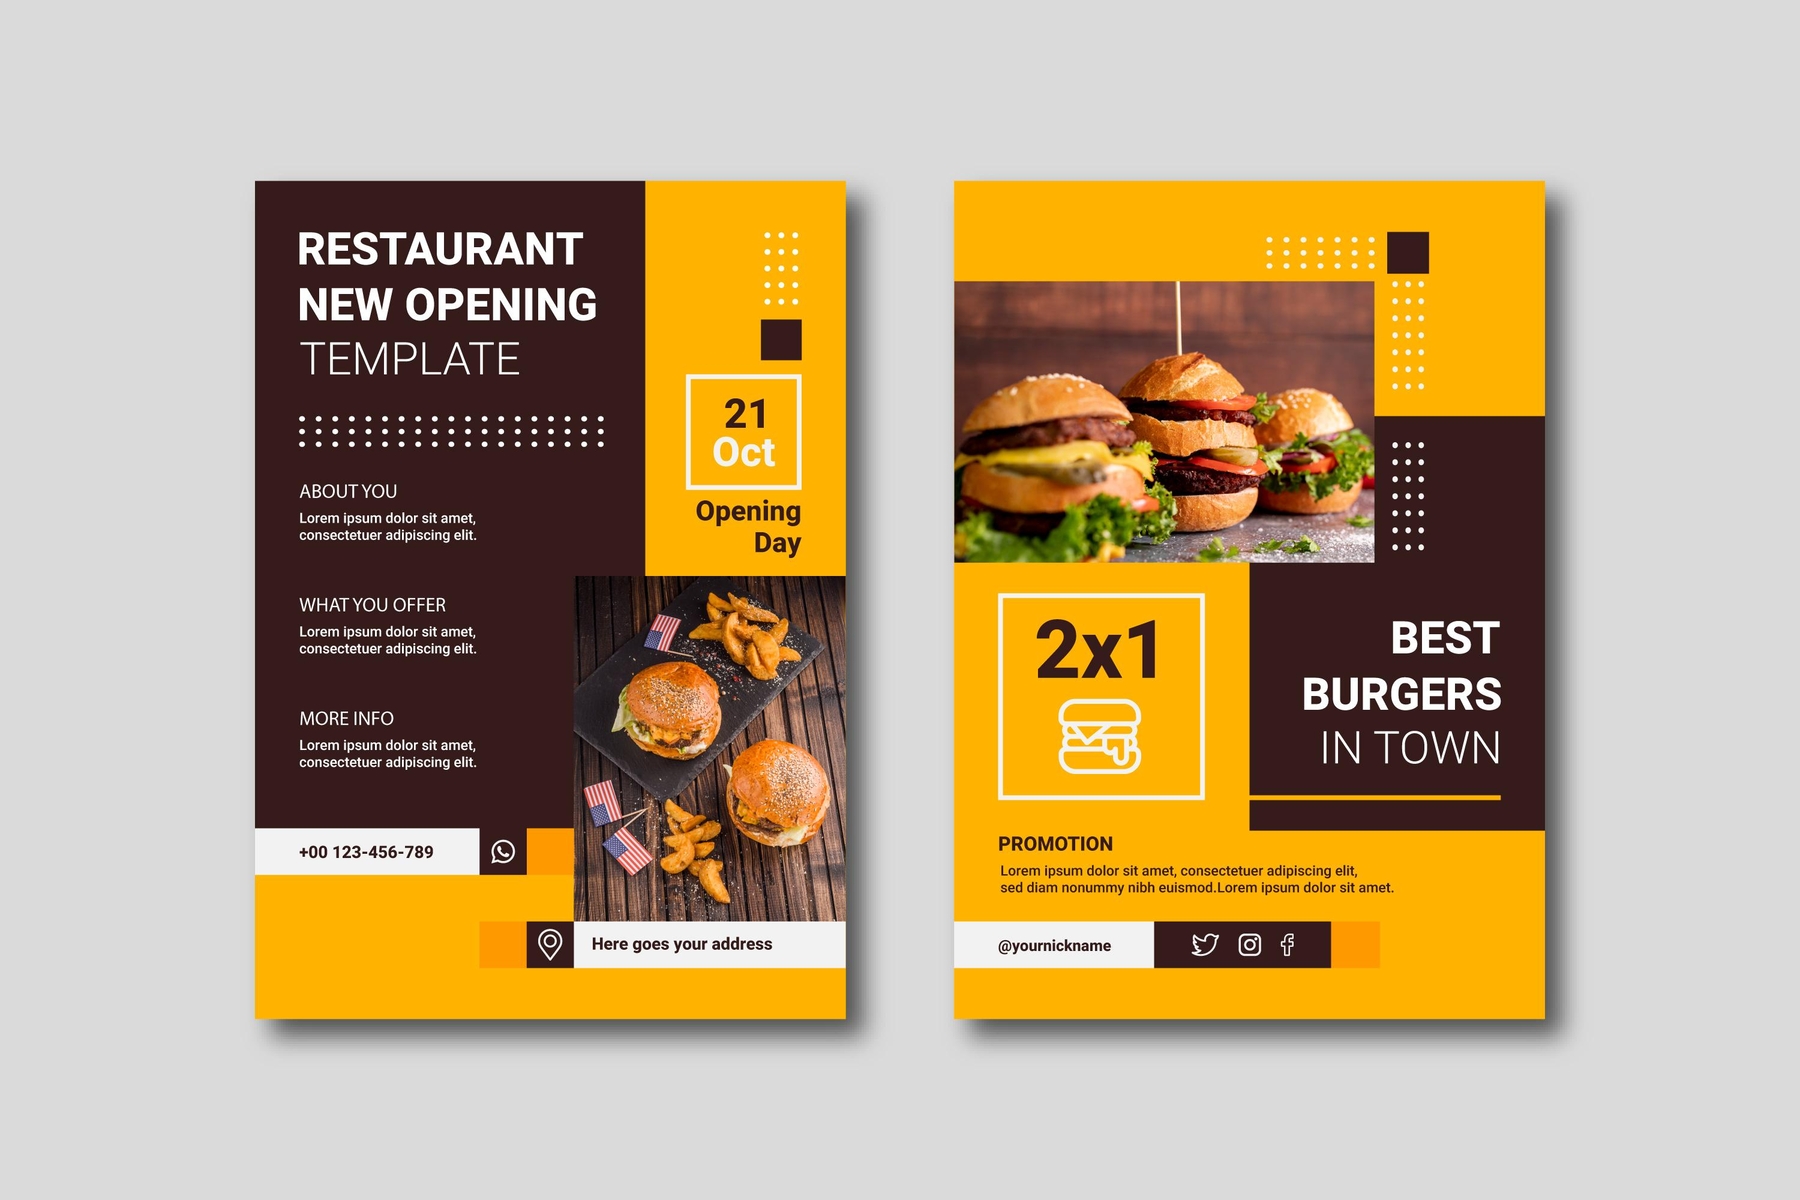 RESTAURANT
NEW OPENING
TEMPLATE
21
Oct
Opening
Day
ABOUT YOU
Lorem ipsum dolor sit amet,
consectetuer adipiscing elit.
WHAT YOU OFFER
Lorem ipsum dolor sit amet,
consectetuer adipiscing elit.
MORE INFO
Lorem ipsum dolor sit amet,
consectetuer adipiscing elit.
+00 123-456-789
Here goes your address
2x1
BEST
BURGERS
IN TOWN
PROMOTION
Lorem ipsum dolor sit amet, consectetuer adipiscing elit,
sed diam nonummy nibh euismod.Lorem ipsum dolor sit amet.
@yournickname